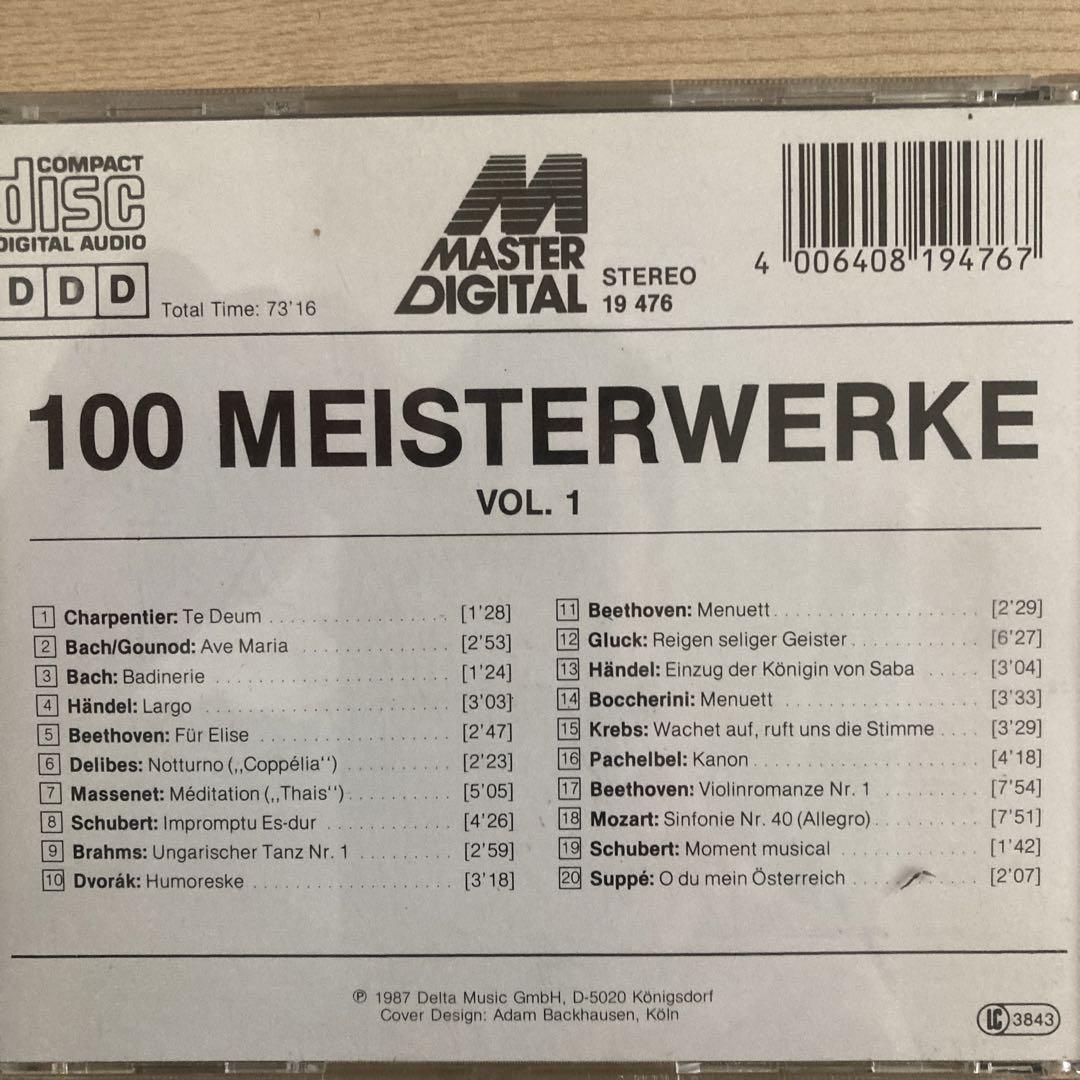 COMPACT
disc
DIGITAL AUDIO
D D D
Total Time: 73'16
M
MASTER
DIGITAL
STEREO
19 476
4 006408 194767
100 MEISTERWERKE
VOL. 1
1 Charpentier: Te Deum [1'28]
2 Bach/Gounod: Ave Maria [2'53]
3 Bach: Badinerie [1'24]
4 Händel: Largo [3'03]
5 Beethoven: Für Elise [2'47]
6 Delibes: Notturno (,,Coppélia'') [2'23]
7 Massenet: Méditation (,,Thais'') [5'05]
8 Schubert: Impromptu Es-dur [4'26]
9 Brahms: Ungarischer Tanz Nr. 1 [2'59]
10 Dvorák: Humoreske [3'18]
11 Beethoven: Menuett [2'29]
12 Gluck: Reigen seliger Geister [6'27]
13 Händel: Einzug der Königin von Saba [3'04]
14 Boccherini: Menuett [3'33]
15 Krebs: Wachet auf, ruft uns die Stimme [3'29]
16 Pachelbel: Kanon [4'18]
17 Beethoven: Violinromanze Nr. 1 [7'54]
18 Mozart: Sinfonie Nr. 40 (Allegro) [7'51]
19 Schubert: Moment musical [1'42]
20 Suppé: O du mein Österreich [2'07]
℗ 1987 Delta Music GmbH, D-5020 Königsdorf
Cover Design: Adam Backhausen, Köln
LC 3843